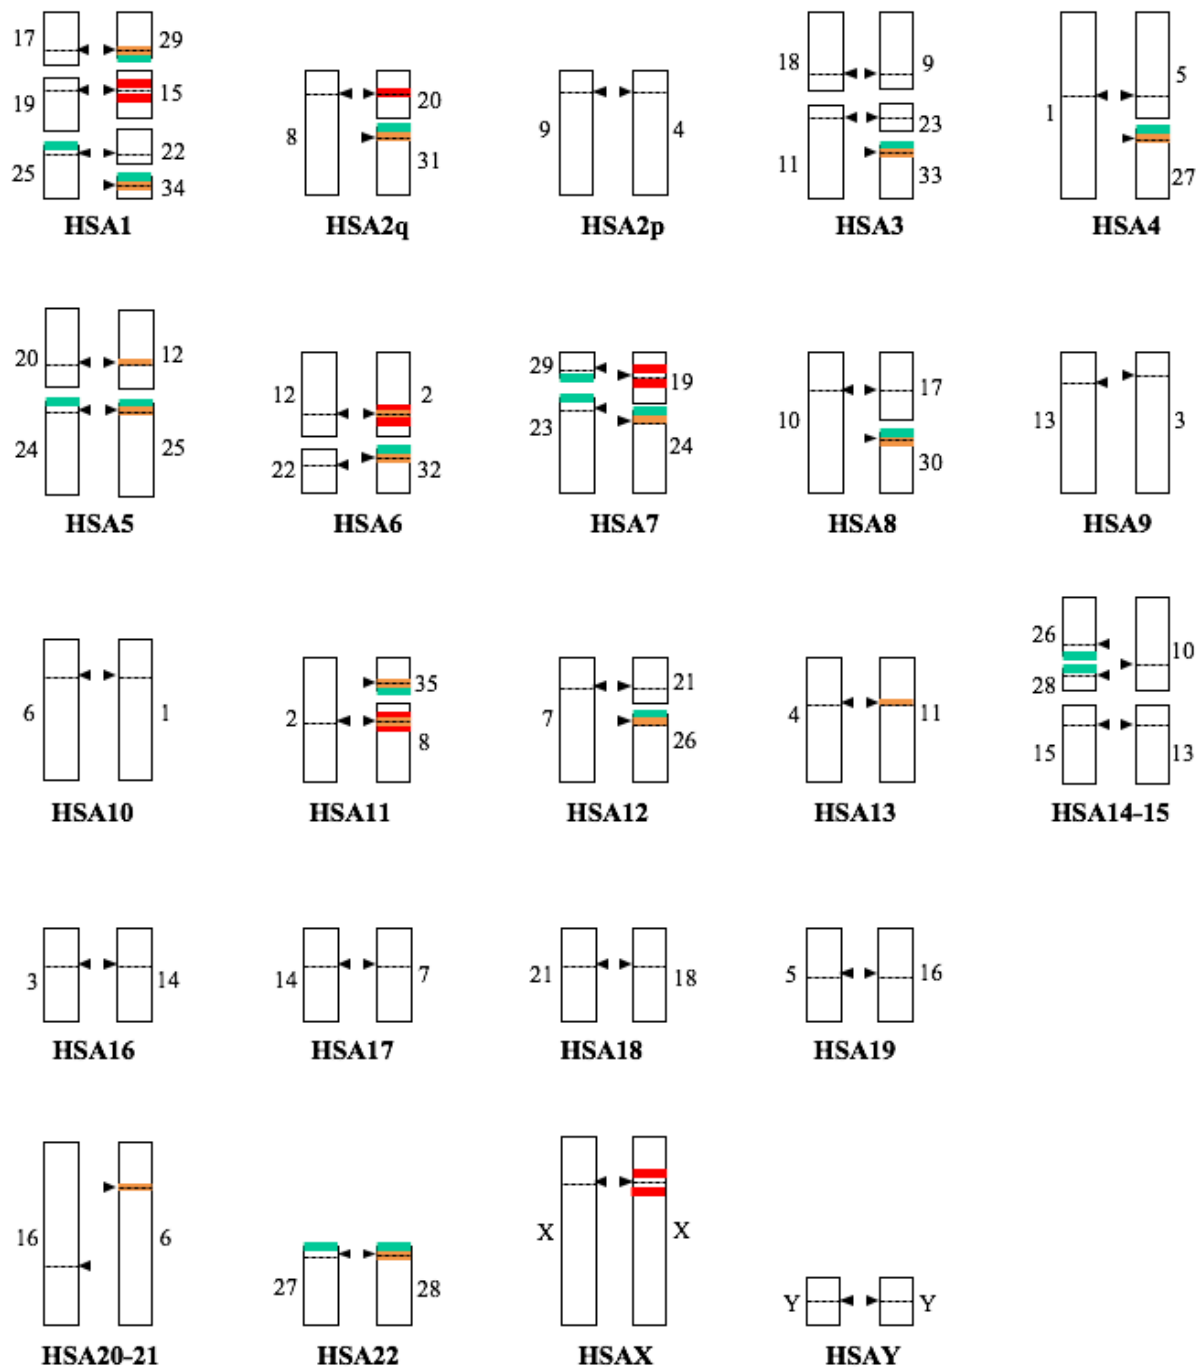 17 29
19 15
25 22
34
HSA1
8 20
31
HSA2q
9 4
HSA2p
18 9
11 23
33
HSA3
1 5
27
HSA4
20 12
24 25
HSA5
12 2
22 32
HSA6
29 19
23 24
HSA7
10 17
30
HSA8
13 3
HSA9
6 1
HSA10
2 35
8
HSA11
7 21
26
HSA12
4 11
HSA13
26 10
28
15 13
HSA14-15
3 14
HSA16
14 7
HSA17
21 18
HSA18
5 16
HSA19
16 6
HSA20-21
27 28
HSA22
X X
HSAX
Y Y
HSAY